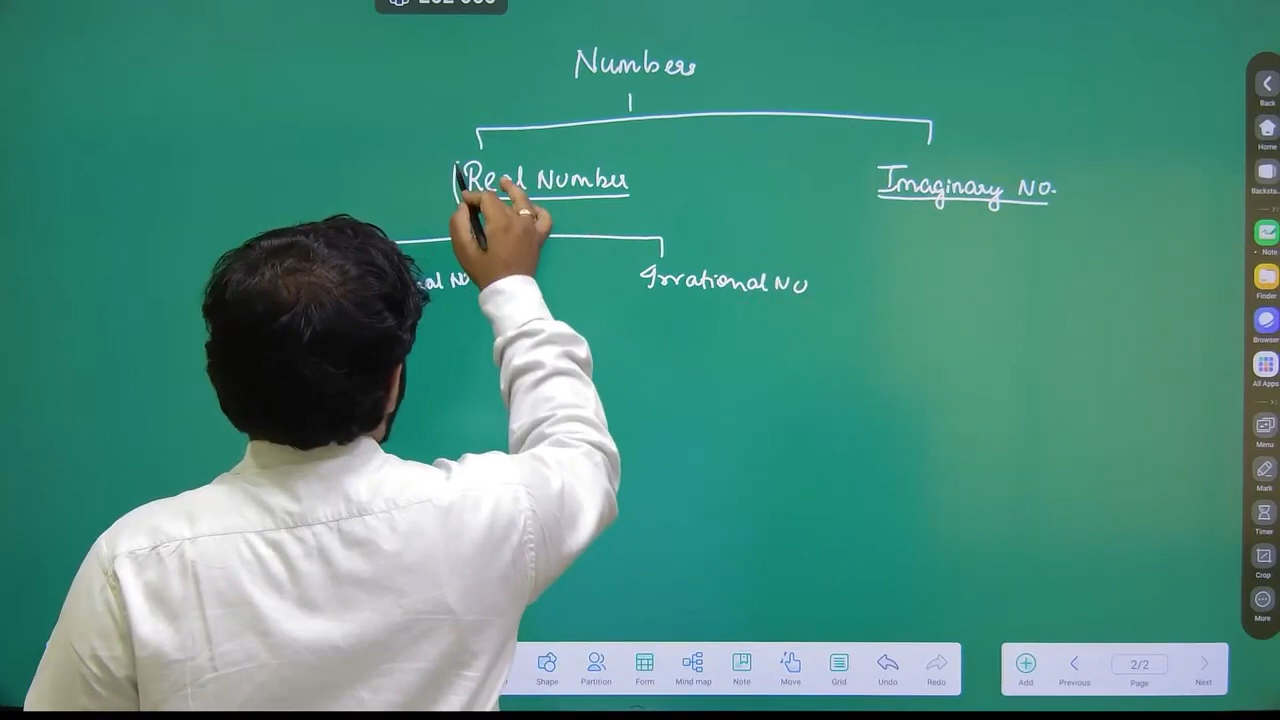 Numbers
Real Number
Imaginary NO.
Irrational NO
Back
Home
Note
Finder
Browser
All Apps
Menu
Mark
Timer
Crop
More
Shape Partition Form Mind map Note Move Grid Undo Redo
Add Previous Page Next
2/2